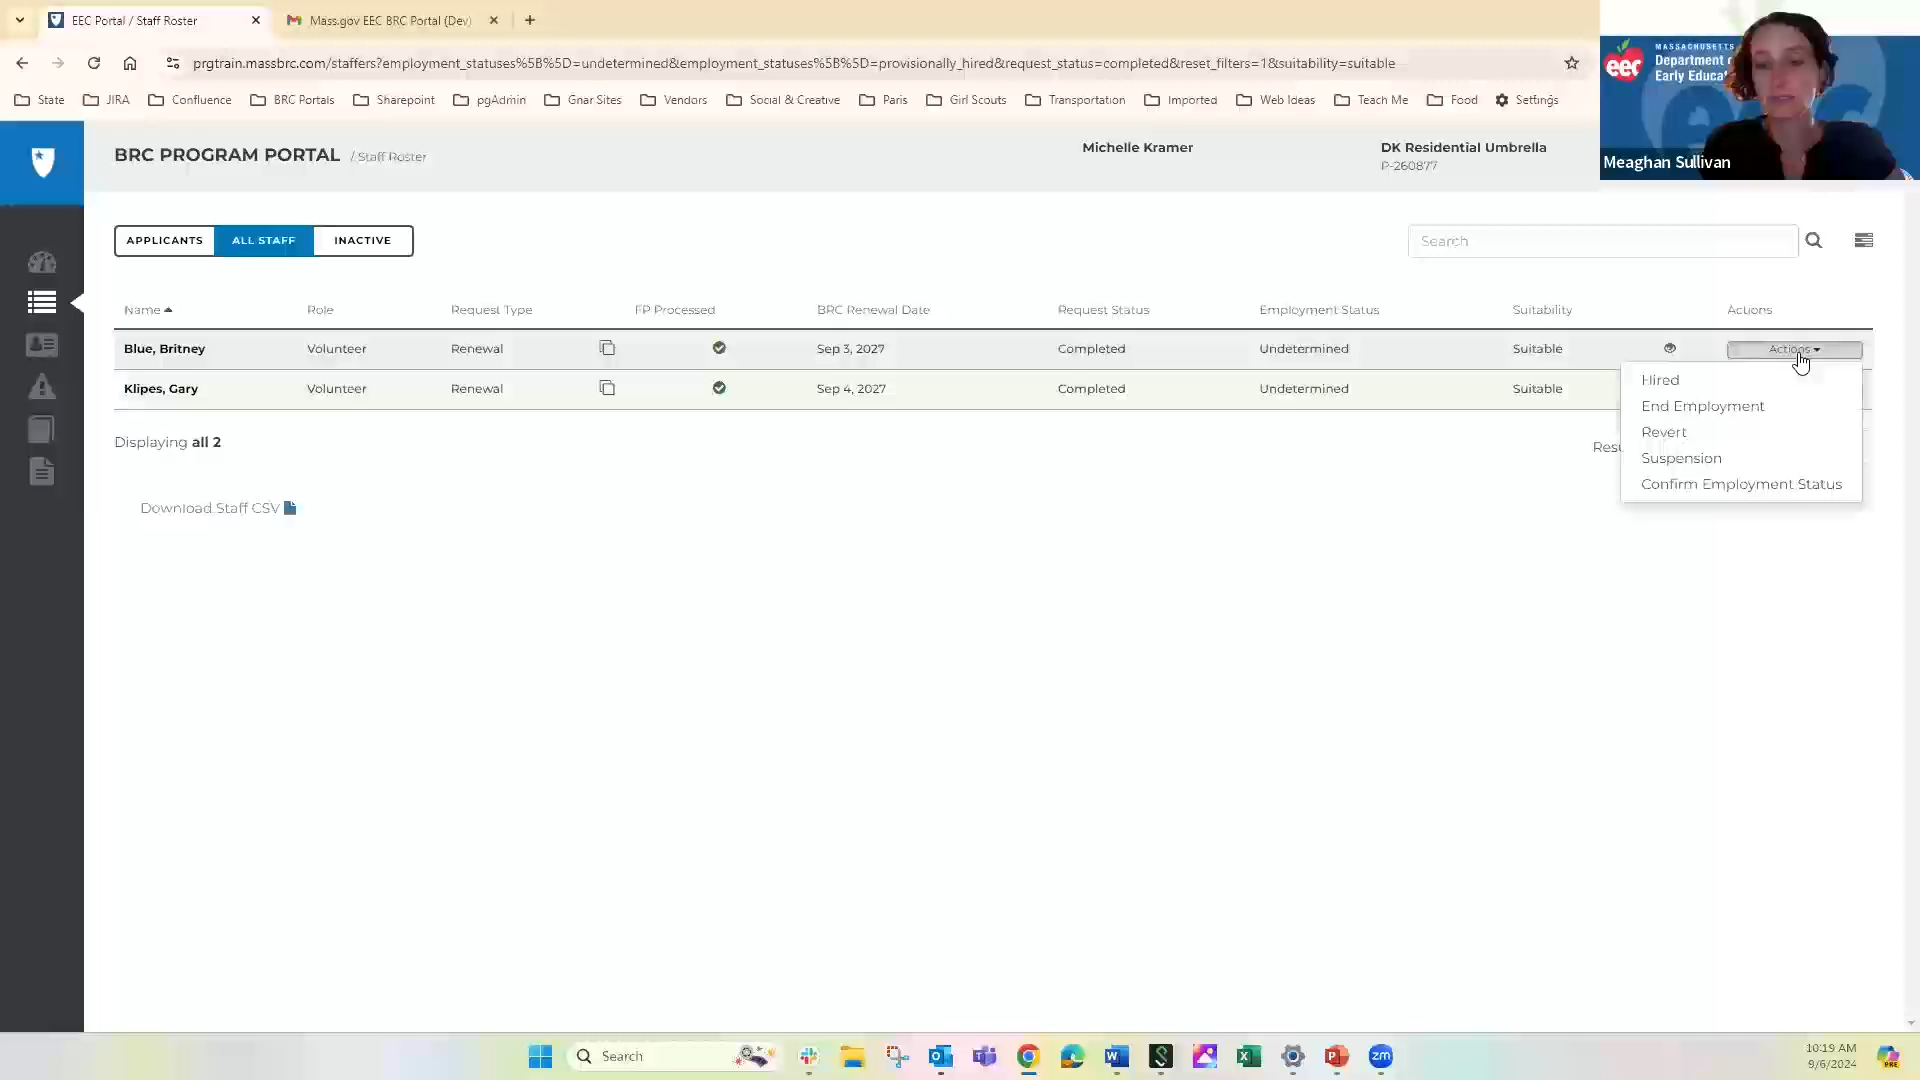 EEC Portal / Staff Roster
Mass.gov EEC BRC Portal (Dev)
prgtrain.massbrc.com/staffers?employment_statuses%5B%5D=undetermined&employment_statuses%5B%5D=provisionally_hired&request_status=completed&reset_filters=1&suitability=suitable
State JIRA Confluence BRC Portals Sharepoint pgAdmin Gnar Sites Vendors Social & Creative Paris Girl Scouts Transportation Imported Web Ideas Teach Me Food Settings
eec
MASSACHUSETTS
Department
Early
Meaghan Sullivan
BRC PROGRAM PORTAL / Staff Roster
Michelle Kramer
DK Residential Umbrella
P-260877
APPLICANTS ALL STAFF INACTIVE
Search
Name Role Request Type FP Processed BRC Renewal Date Request Status Employment Status Suitability Actions
Blue, Britney Volunteer Renewal Sep 3, 2027 Completed Undetermined Suitable Actions
Klipes, Gary Volunteer Renewal Sep 4, 2027 Completed Undetermined Suitable
Hired
End Employment
Revert
Suspension
Confirm Employment Status
Displaying all 2
Download Staff CSV
Search
zm
10:19 AM
9/6/2024
PRE